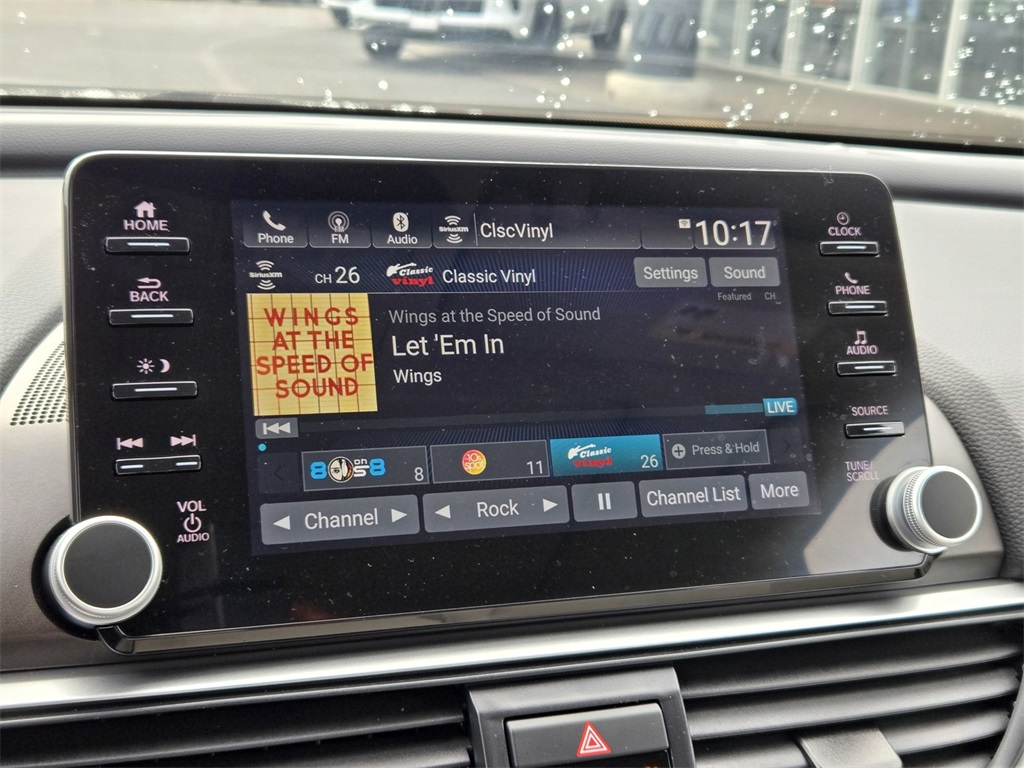 HOME
BACK
VOL
AUDIO
Phone
FM
Audio
SiriusXM
ClscVinyl
10:17
SiriusXM
CH 26
Classic vinyl
Classic Vinyl
Settings
Sound
Featured CH
WINGS
AT THE
SPEED OF
SOUND
Wings at the Speed of Sound
Let 'Em In
Wings
LIVE
80s on 8
8
11
Classic vinyl
26
Press & Hold
Channel
Rock
Channel List
More
CLOCK
PHONE
AUDIO
SOURCE
TUNE/
SCROLL